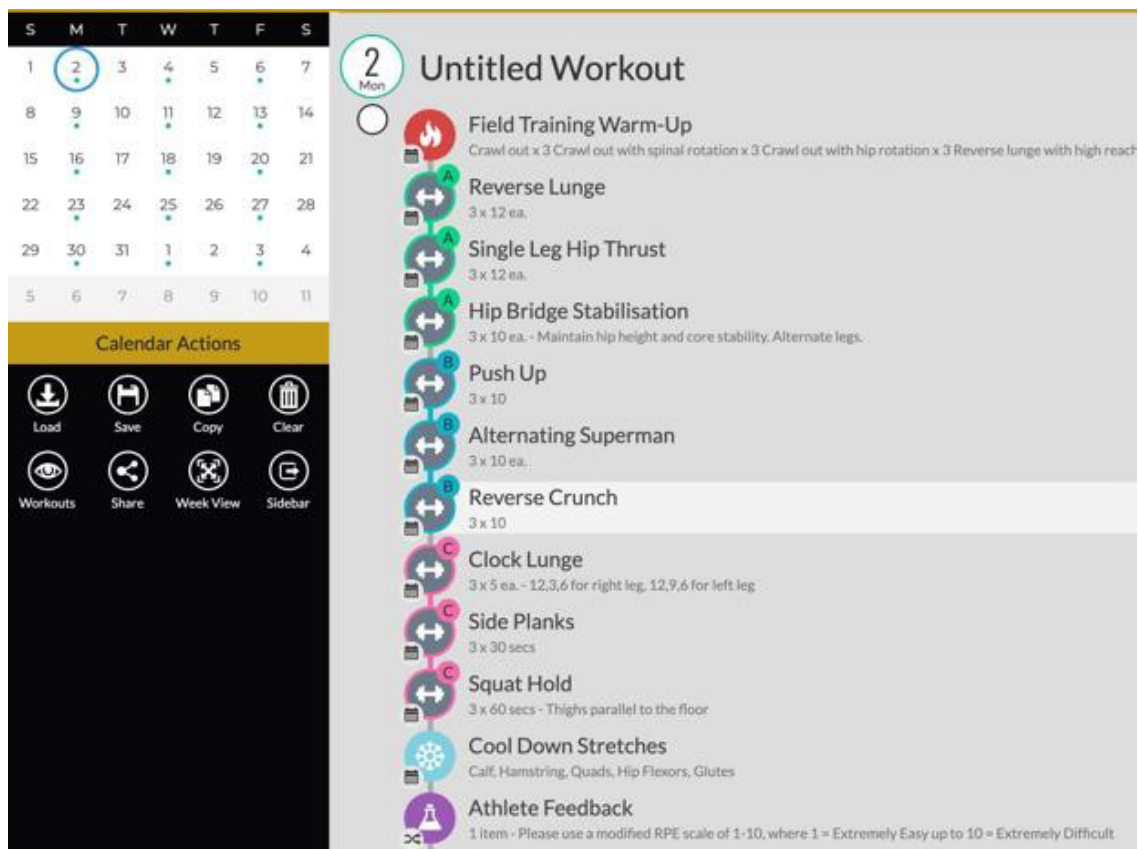 S M T W T F S
1 2 3 4 5 6 7
8 9 10 11 12 13 14
15 16 17 18 19 20 21
22 23 24 25 26 27 28
29 30 31 1 2 3 4
5 6 7 8 9 10 11
Calendar Actions
Load Save Copy Clear
Workouts Share Week View Sidebar
2
Mon
Untitled Workout
Field Training Warm-Up
Crawl out x 3 Crawl out with spinal rotation x 3 Crawl out with hip rotation x 3 Reverse lunge with high reach
A
Reverse Lunge
3 x 12 ea.
A
Single Leg Hip Thrust
3 x 12 ea.
A
Hip Bridge Stabilisation
3 x 10 ea. - Maintain hip height and core stability. Alternate legs.
B
Push Up
3 x 10
B
Alternating Superman
3 x 10 ea.
B
Reverse Crunch
3 x 10
C
Clock Lunge
3 x 5 ea. - 12,3,6 for right leg, 12,9,6 for left leg
C
Side Planks
3 x 30 secs
C
Squat Hold
3 x 60 secs - Thighs parallel to the floor
Cool Down Stretches
Calf, Hamstring, Quads, Hip Flexors, Glutes
Athlete Feedback
1 item - Please use a modified RPE scale of 1-10, where 1 = Extremely Easy up to 10 = Extremely Difficult